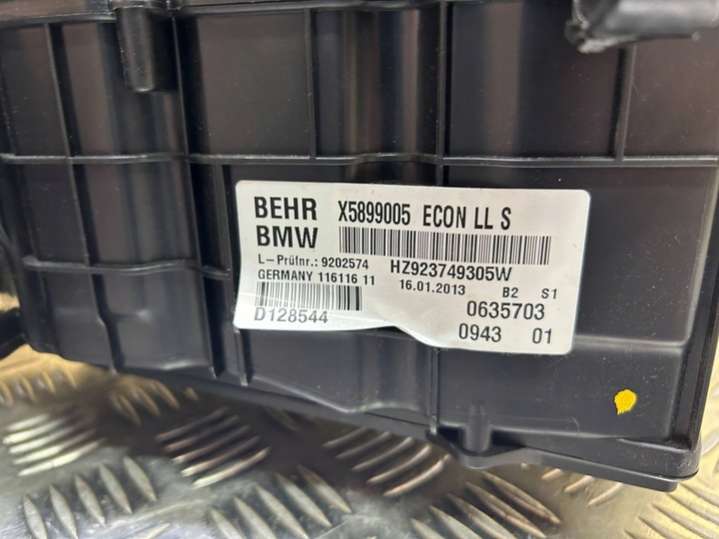 BEHR X5899005 ECON LL S
BMW
L-Prüfnr.: 9202574 HZ923749305W
GERMANY 116116 11 16.01.2013 B2 S1
D128544 0635703
0943 01